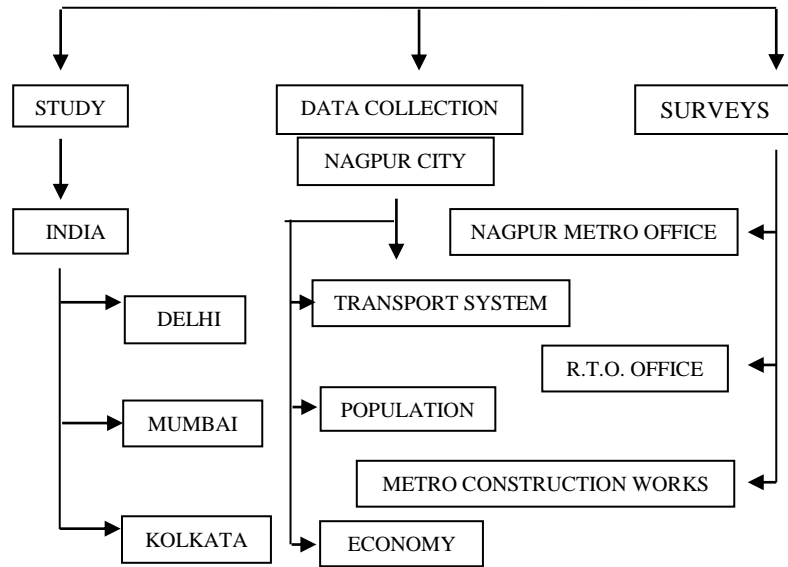 STUDY
DATA COLLECTION
SURVEYS
NAGPUR CITY
INDIA
NAGPUR METRO OFFICE
DELHI
TRANSPORT SYSTEM
R.T.O. OFFICE
MUMBAI
POPULATION
METRO CONSTRUCTION WORKS
KOLKATA
ECONOMY